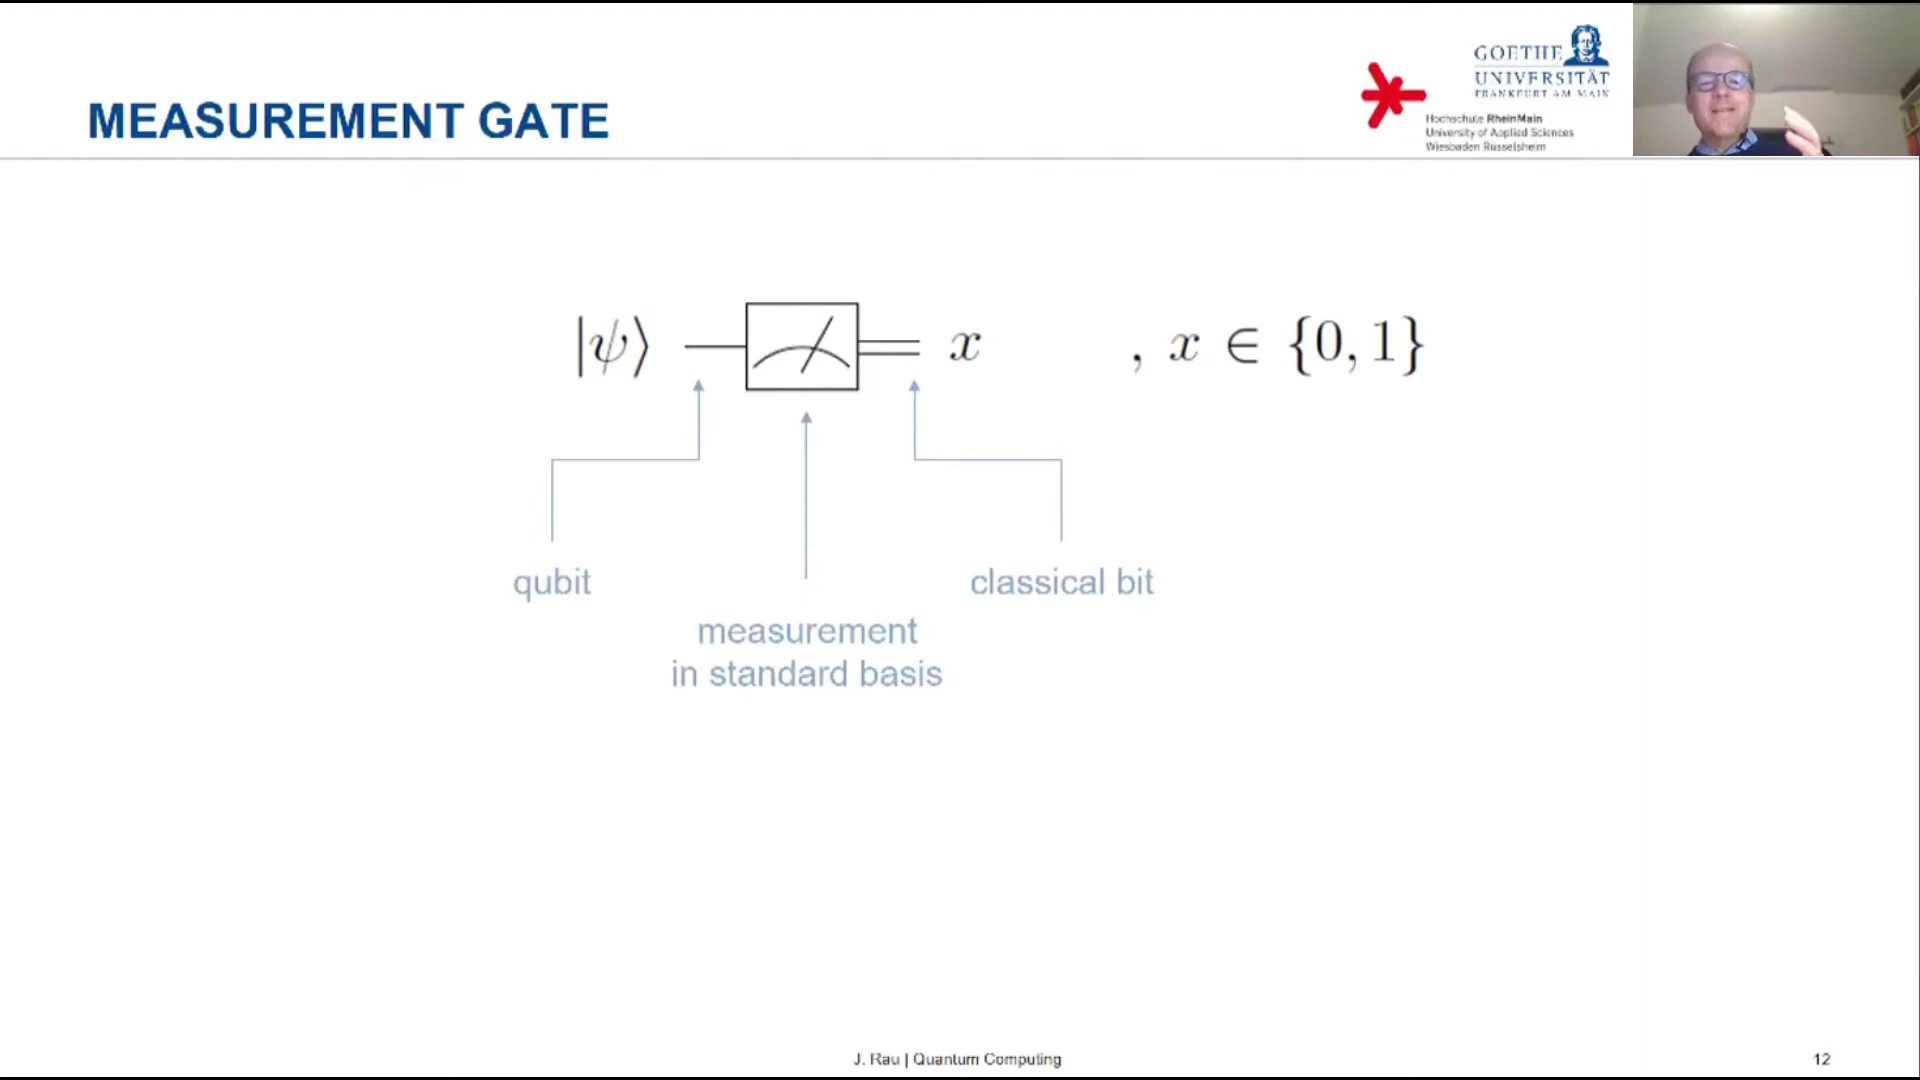 MEASUREMENT GATE
GOETHE
UNIVERSITÄT
FRANKFURT AM MAIN
Hochschule RheinMain
University of Applied Sciences
Wiesbaden Rüsselsheim
|ψ⟩ x , x ∈ {0, 1}
qubit
classical bit
measurement
in standard basis
J. Rau | Quantum Computing
12